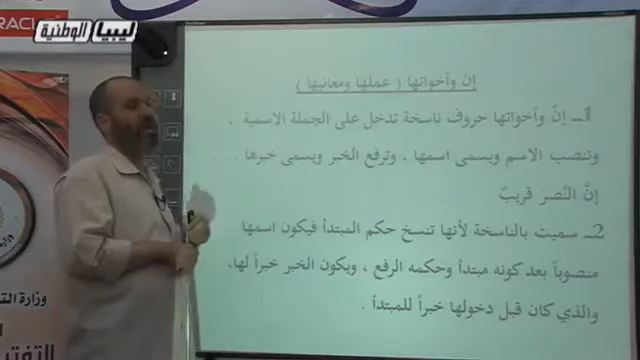 ORACLE
ليبيا الوطنية
إن وأخواتها ( عملها ومعانيها )
1ـ إنّ وأخواتها حروف ناسخة تدخل على الجملة الاسمية ،
وتنصب الاسم ويسمى اسمها ، وترفع الخبر ويسمى خبرها . . .
إنَّ النَّصرَ قريبٌ
2ـ سميت بالناسخة لأنها تنسخ حكم المبتدأ فيكون اسمها
منصوباً بعد كونه مبتدأ وحكمه الرفع ، ويكون الخبر خبراً لها،
والذي كان قبل دخولها خبراً للمبتدأ .
وزارة